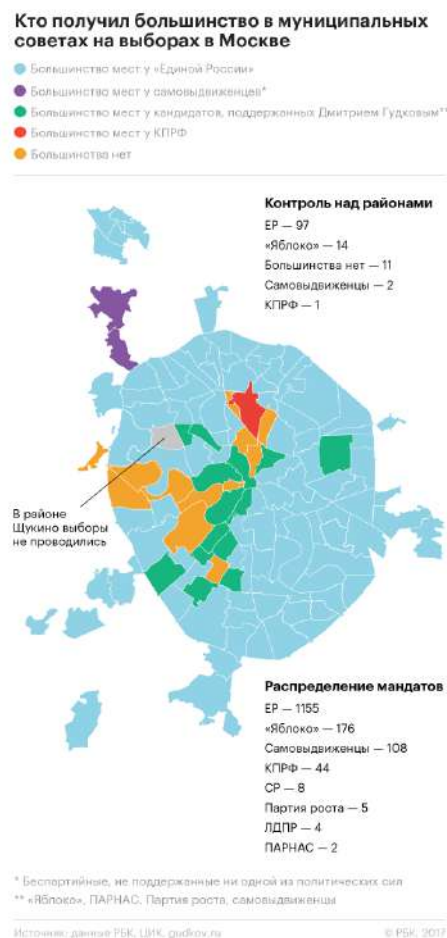 Кто получил большинство в муниципальных
советах на выборах в Москве
Большинство мест у «Единой России»
Большинство мест у самовыдвиженцев*
Большинство мест у кандидатов, поддержанных Дмитрием Гудковым**
Большинство мест у КПРФ
Большинства нет
Контроль над районами
ЕР — 97
«Яблоко» — 14
Большинства нет — 11
Самовыдвиженцы — 2
КПРФ — 1
В районе
Щукино выборы
не проводились
Распределение мандатов
ЕР — 1155
«Яблоко» — 176
Самовыдвиженцы — 108
КПРФ — 44
СР — 8
Партия роста — 5
ЛДПР — 4
ПАРНАС — 2
* Беспартийные, не поддержанные ни одной из политических сил
** «Яблоко», ПАРНАС, Партия роста, самовыдвиженцы
Источник: данные РБК, ЦИК, gudkov.ru
© РБК, 2017